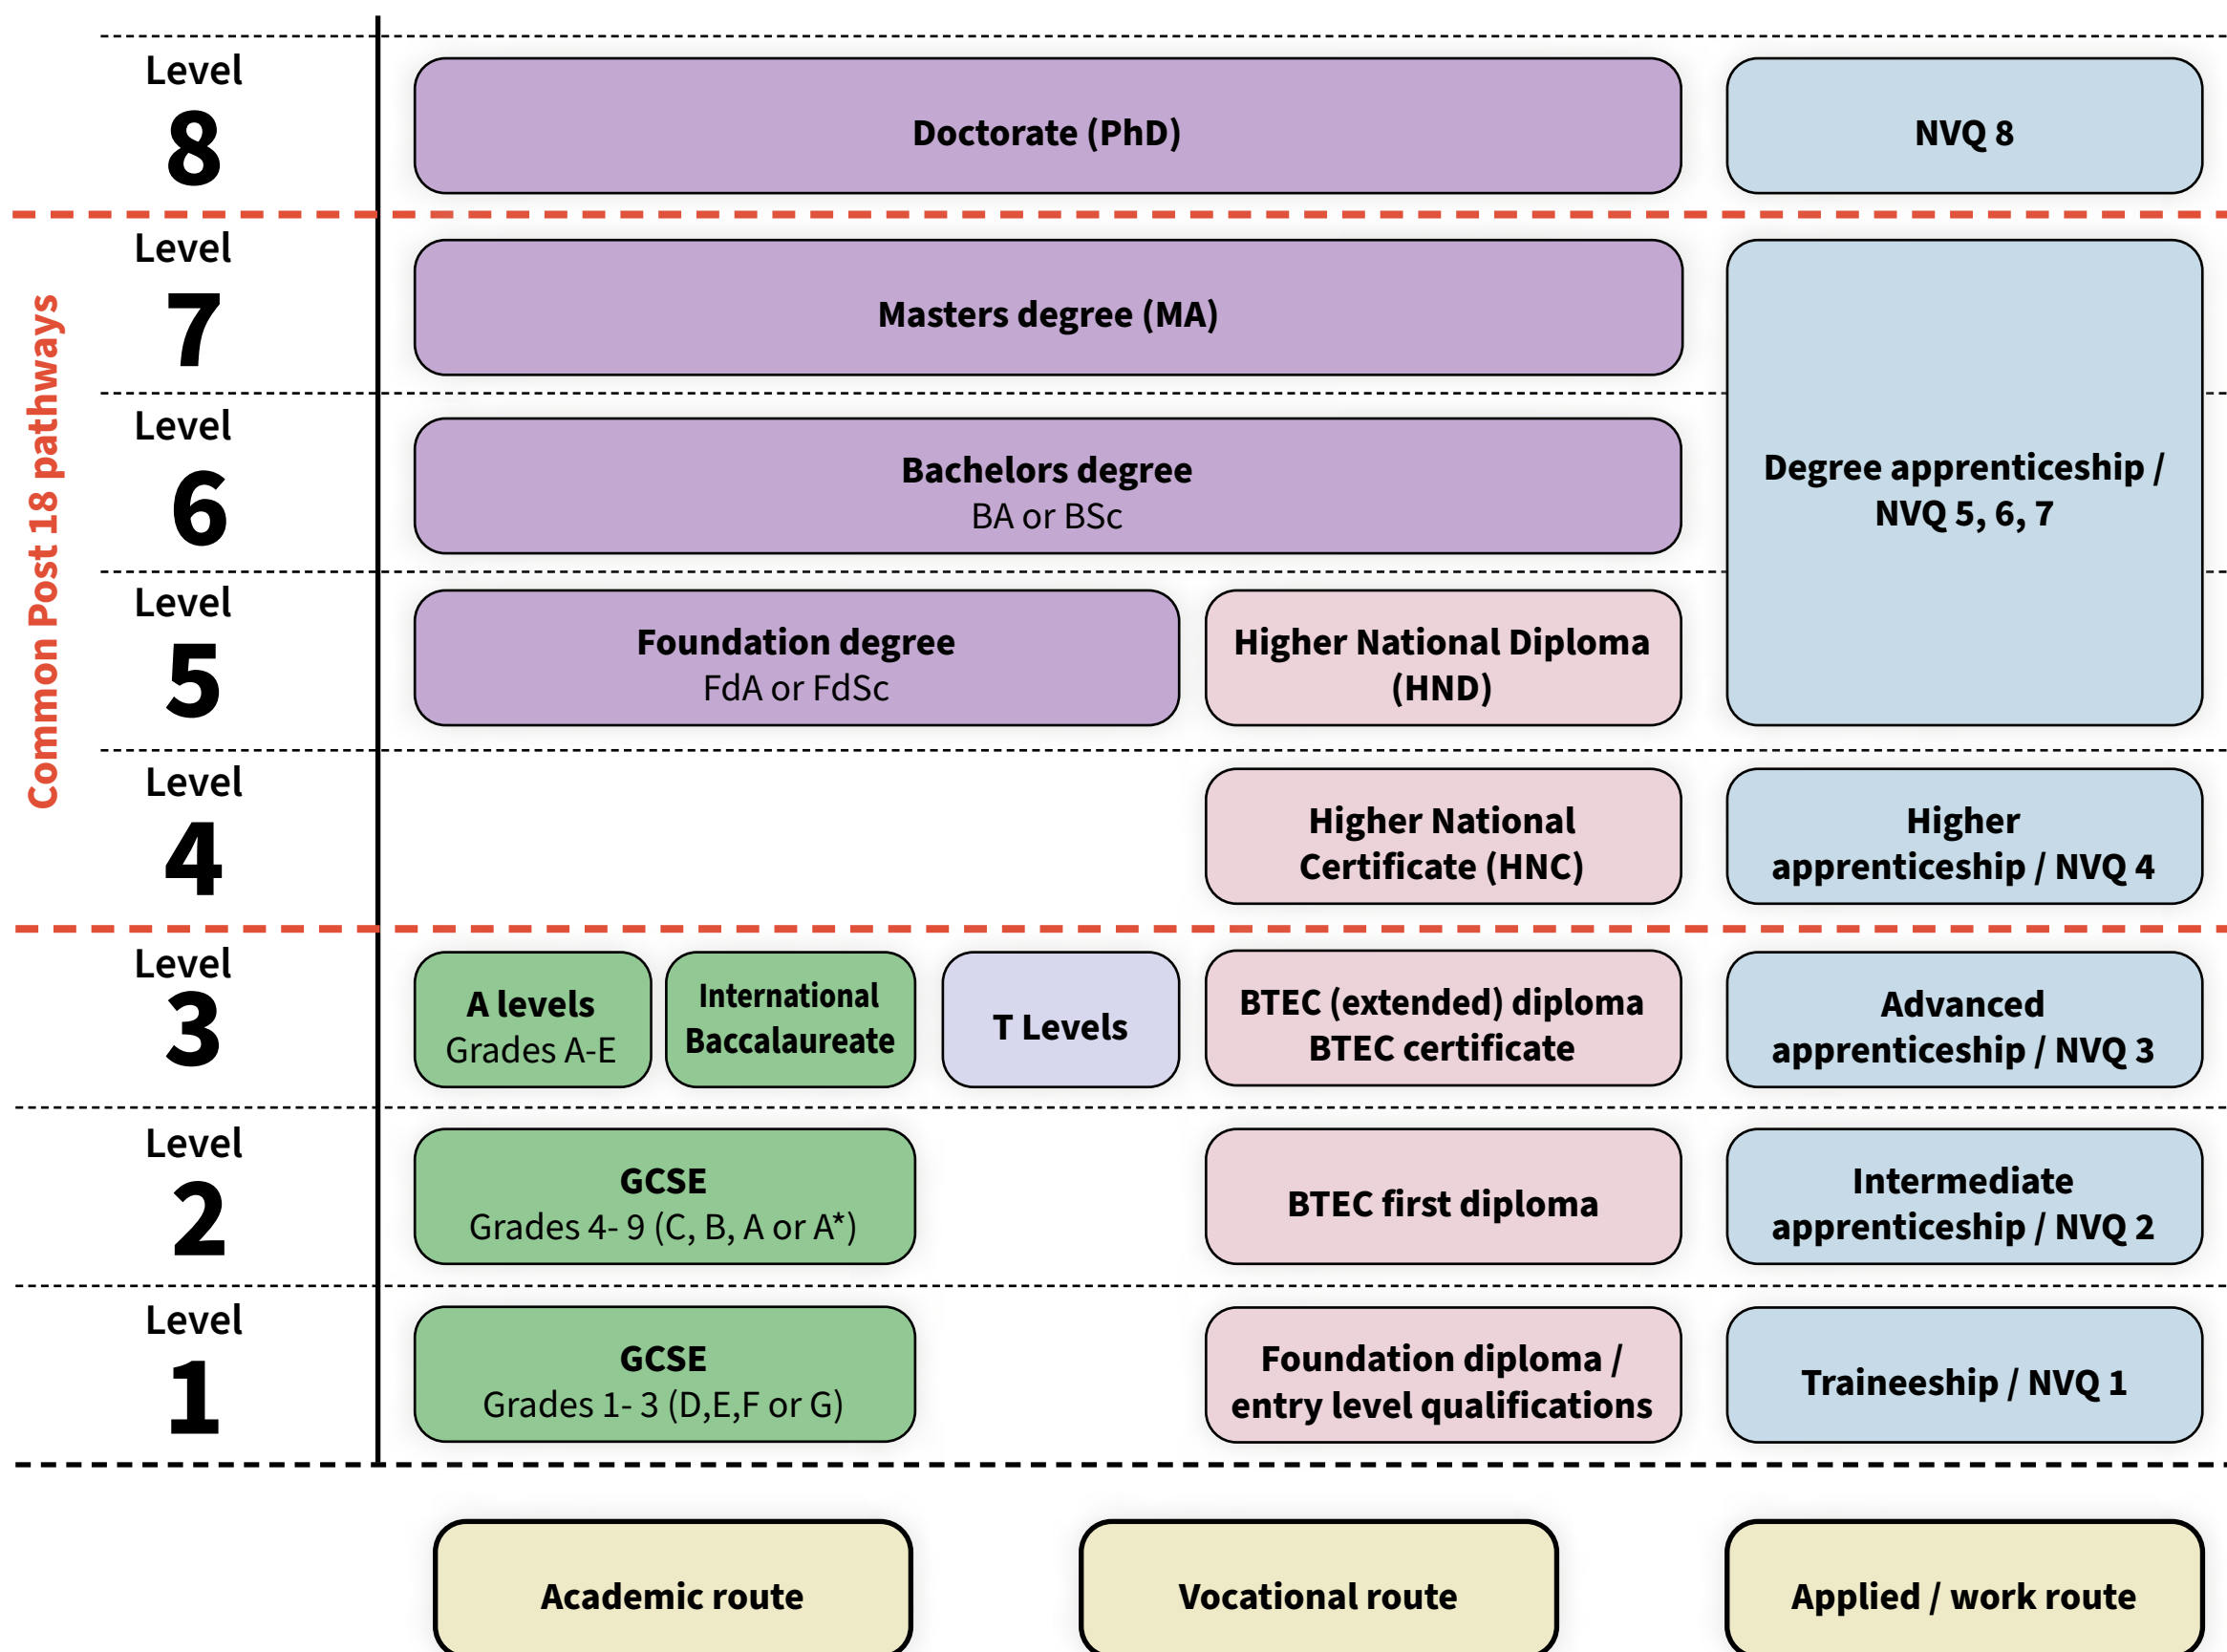 Level
8
Doctorate (PhD)
NVQ 8
Common Post 18 pathways
Level
7
Masters degree (MA)
Degree apprenticeship /
NVQ 5, 6, 7
Level
6
Bachelors degree
BA or BSc
Level
5
Foundation degree
FdA or FdSc
Higher National Diploma
(HND)
Level
4
Higher National
Certificate (HNC)
Higher
apprenticeship / NVQ 4
Level
3
A levels
Grades A-E
International
Baccalaureate
T Levels
BTEC (extended) diploma
BTEC certificate
Advanced
apprenticeship / NVQ 3
Level
2
GCSE
Grades 4- 9 (C, B, A or A*)
BTEC first diploma
Intermediate
apprenticeship / NVQ 2
Level
1
GCSE
Grades 1- 3 (D,E,F or G)
Foundation diploma /
entry level qualifications
Traineeship / NVQ 1
Academic route
Vocational route
Applied / work route